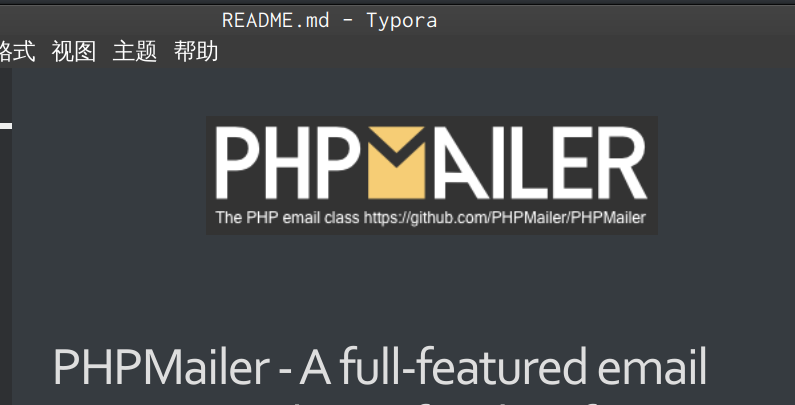 README.md - Typora
格式 视图 主题 帮助
PHPMAILER
The PHP email class https://github.com/PHPMailer/PHPMailer
PHPMailer - A full-featured email